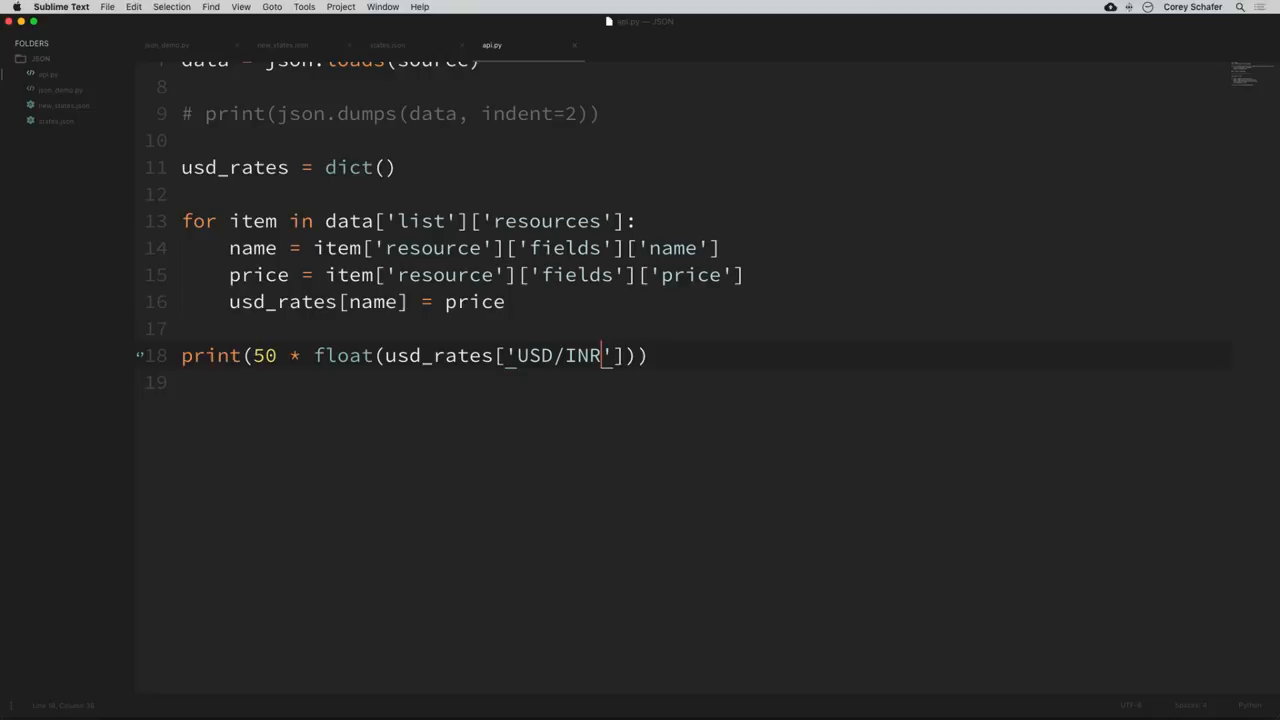 Sublime Text File Edit Selection Find View Goto Tools Project Window Help Corey Schafer
api.py — JSON
FOLDERS
JSON
api.py
json_demo.py
new_states.json
states.json
json_demo.py new_states.json states.json api.py
7 data = json.loads(source)
8
9 # print(json.dumps(data, indent=2))
10
11 usd_rates = dict()
12
13 for item in data['list']['resources']:
14 name = item['resource']['fields']['name']
15 price = item['resource']['fields']['price']
16 usd_rates[name] = price
17
18 print(50 * float(usd_rates['USD/INR']))
19
Line 18, Column 36 UTF-8 Spaces: 4 Python